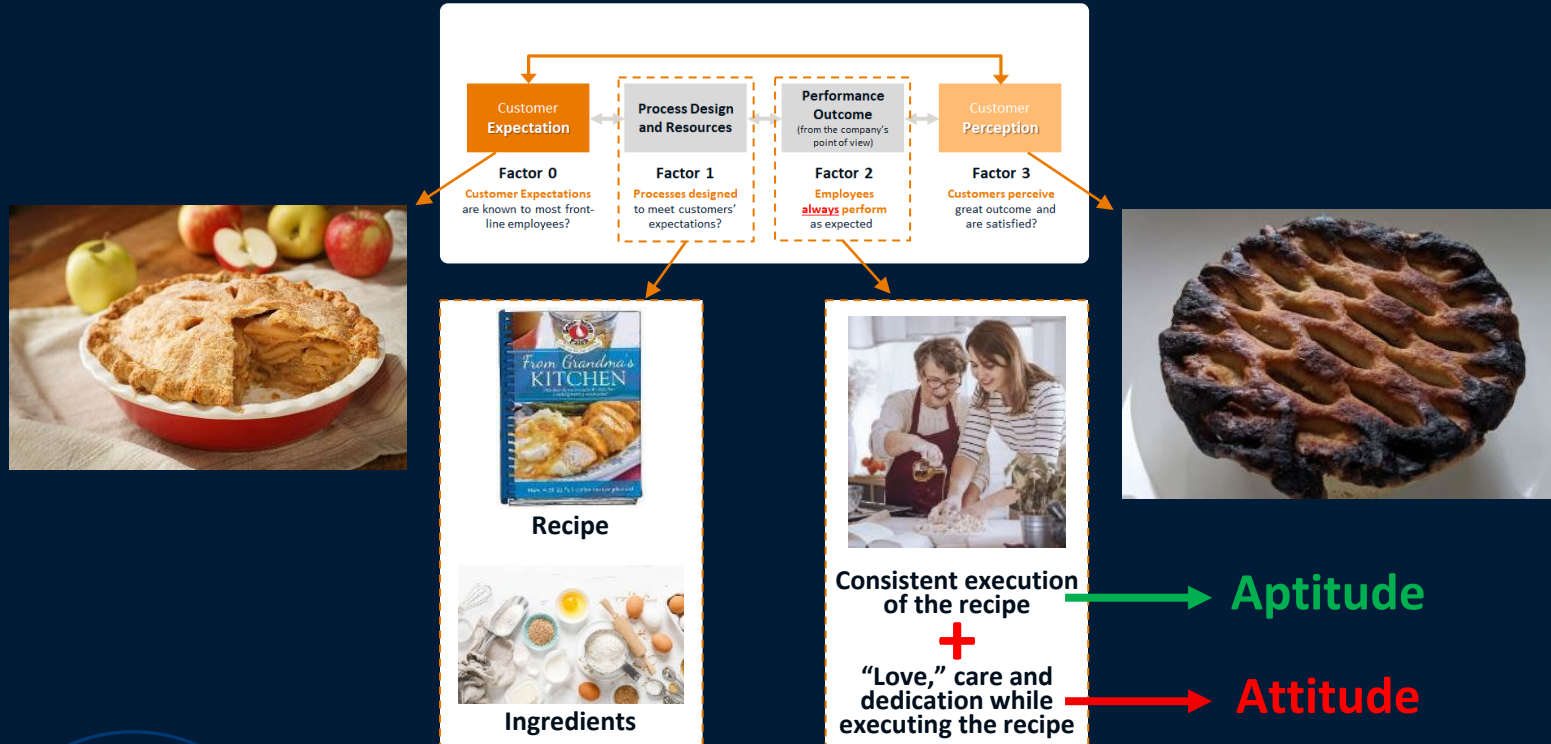 Customer
Expectation
Process Design
and Resources
Performance
Outcome
(from the company's
point of view)
Customer
Perception
Factor 0
Customer Expectations
are known to most front-
line employees?
Factor 1
Processes designed
to meet customers'
expectations?
Factor 2
Employees
always perform
as expected
Factor 3
Customers perceive
great outcome and
are satisfied?
From Grandma's
KITCHEN
Recipe
Ingredients
Consistent execution
of the recipe
+
“Love,” care and
dedication while
executing the recipe
Aptitude
Attitude